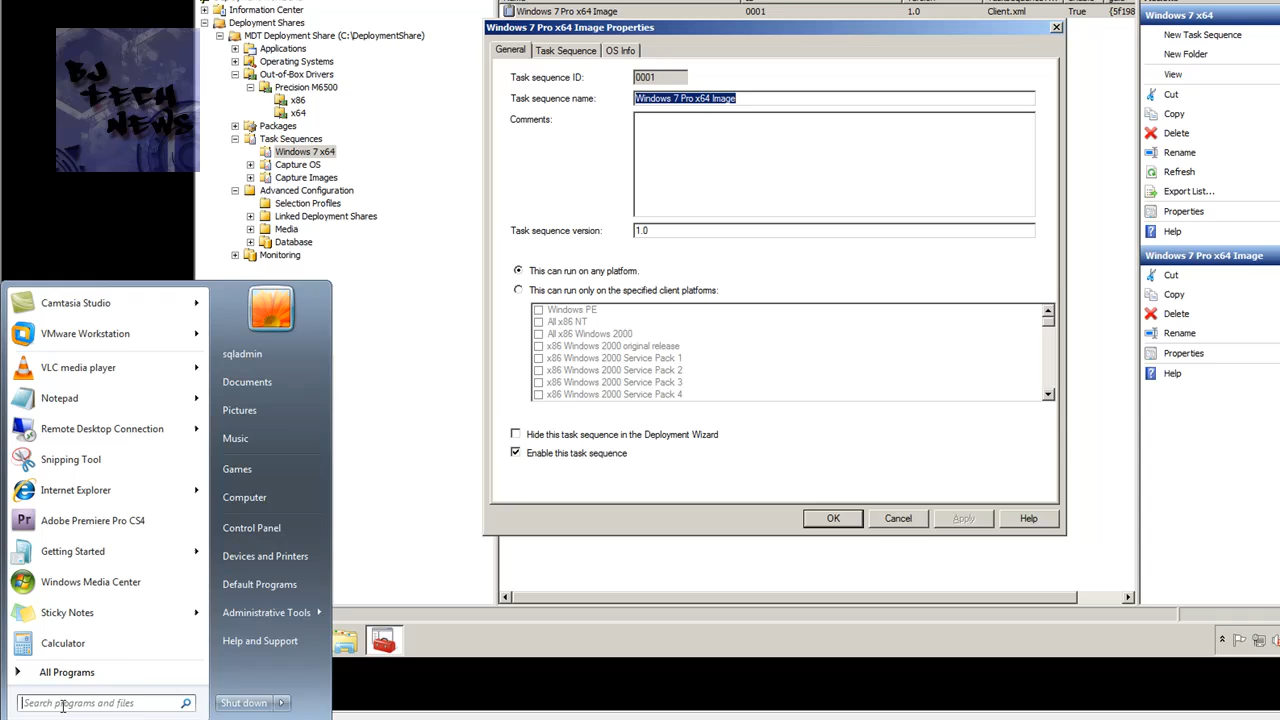 Information Center
Deployment Shares
MDT Deployment Share (C:\DeploymentShare)
Applications
Operating Systems
Out-of-Box Drivers
Precision M6500
x86
x64
Packages
Task Sequences
Windows 7 x64
Capture OS
Capture Images
Advanced Configuration
Selection Profiles
Linked Deployment Shares
Media
Database
Monitoring
BJ
TECH
NEWS
Windows 7 Pro x64 Image 0001 1.0 Client.xml True {5f198
Windows 7 Pro x64 Image Properties
General Task Sequence OS Info
Task sequence ID: 0001
Task sequence name: Windows 7 Pro x64 Image
Comments:
Task sequence version: 1.0
This can run on any platform.
This can run only on the specified client platforms:
Windows PE
All x86 NT
All x86 Windows 2000
x86 Windows 2000 original release
x86 Windows 2000 Service Pack 1
x86 Windows 2000 Service Pack 2
x86 Windows 2000 Service Pack 3
x86 Windows 2000 Service Pack 4
Hide this task sequence in the Deployment Wizard
Enable this task sequence
OK Cancel Apply Help
Windows 7 x64
New Task Sequence
New Folder
View
Cut
Copy
Delete
Rename
Refresh
Export List...
Properties
Help
Windows 7 Pro x64 Image
Cut
Copy
Delete
Rename
Properties
Help
Camtasia Studio
VMware Workstation
VLC media player
Notepad
Remote Desktop Connection
Snipping Tool
Internet Explorer
Adobe Premiere Pro CS4
Getting Started
Windows Media Center
Sticky Notes
Calculator
All Programs
Search programs and files
sqladmin
Documents
Pictures
Music
Games
Computer
Control Panel
Devices and Printers
Default Programs
Administrative Tools
Help and Support
Shut down